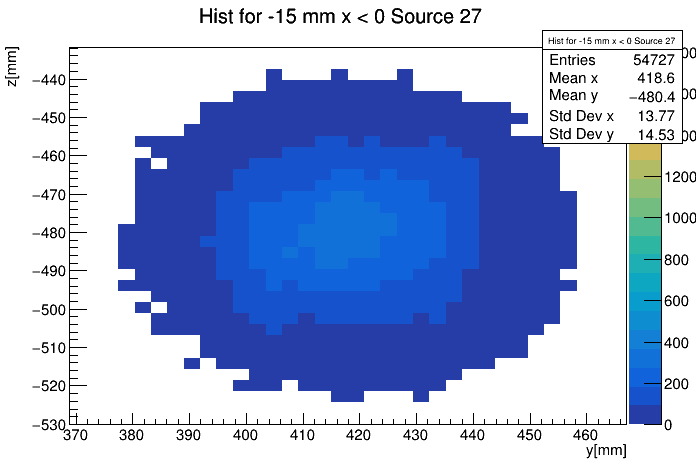 Hist for -15 mm x < 0 Source 27
z[mm]
Hist for -15 mm x < 0 Source 27
Entries 54727
Mean x 418.6
Mean y −480.4
Std Dev x 13.77
Std Dev y 14.53
−440
−450
−460
−470
−480
−490
−500
−510
−520
−530
370 380 390 400 410 420 430 440 450 460
y[mm]
1200
1000
800
600
400
200
0